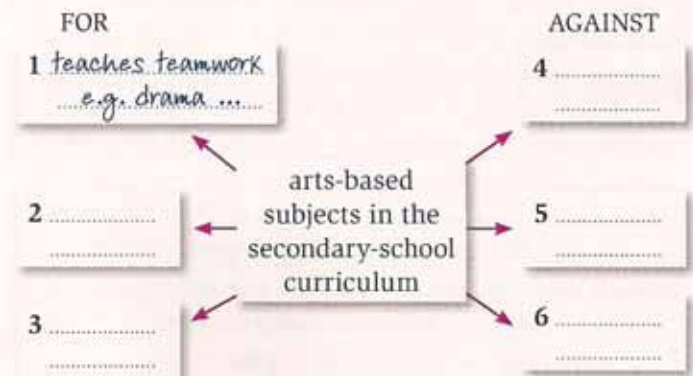 FOR
1 teaches teamwork
e.g. drama ...
2
3
arts-based
subjects in the
secondary-school
curriculum
AGAINST
4
5
6